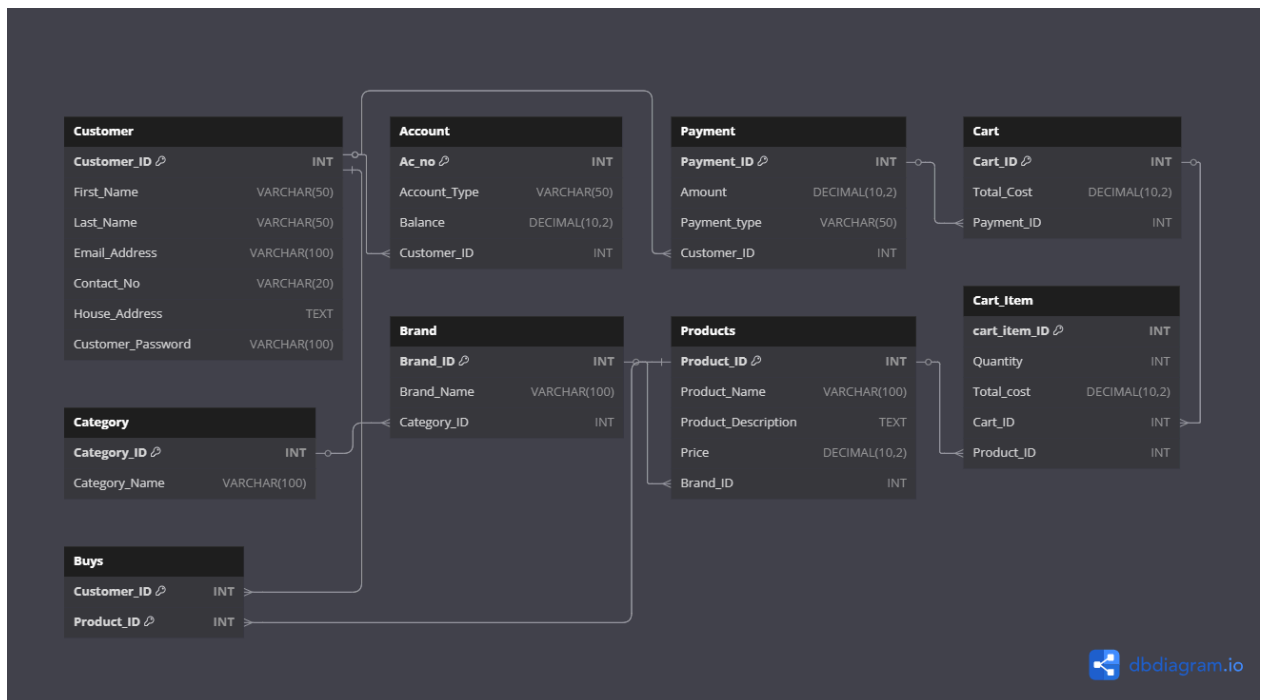 Customer
Customer_ID INT
First_Name VARCHAR(50)
Last_Name VARCHAR(50)
Email_Address VARCHAR(100)
Contact_No VARCHAR(20)
House_Address TEXT
Customer_Password VARCHAR(100)
Account
Ac_no INT
Account_Type VARCHAR(50)
Balance DECIMAL(10,2)
Customer_ID INT
Payment
Payment_ID INT
Amount DECIMAL(10,2)
Payment_type VARCHAR(50)
Customer_ID INT
Cart
Cart_ID INT
Total_Cost DECIMAL(10,2)
Payment_ID INT
Cart_Item
cart_item_ID INT
Quantity INT
Total_cost DECIMAL(10,2)
Cart_ID INT
Product_ID INT
Brand
Brand_ID INT
Brand_Name VARCHAR(100)
Category_ID INT
Products
Product_ID INT
Product_Name VARCHAR(100)
Product_Description TEXT
Price DECIMAL(10,2)
Brand_ID INT
Category
Category_ID INT
Category_Name VARCHAR(100)
Buys
Customer_ID INT
Product_ID INT
dbdiagram.io